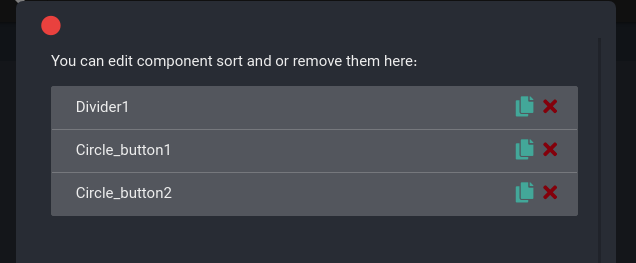 You can edit component sort and or remove them here:
Divider1
Circle_button1
Circle_button2